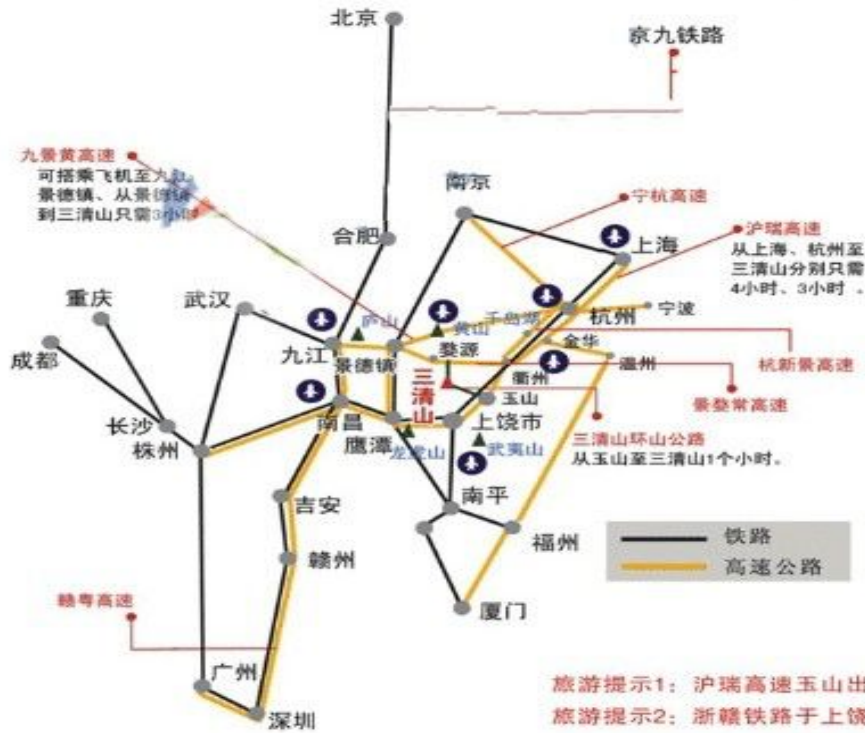 北京
京九铁路
九景黄高速
可搭乘飞机至九江、
景德镇、从景德镇
到三清山只需3小时
南京
宁杭高速
沪瑞高速
从上海、杭州至
三清山分别只需
4小时、3小时 。
合肥
上海
重庆
武汉
成都
庐山
黄山
千岛湖
杭州
宁波
九江
景德镇
婺源
金华
温州
杭新景高速
三清山
衢州
玉山
景婺常高速
长沙
株洲
南昌
鹰潭
龙虎山
上饶市
武夷山
三清山环山公路
从玉山至三清山1个小时。
吉安
南平
福州
铁路
高速公路
赣州
赣粤高速
厦门
广州
深圳
旅游提示1：沪瑞高速玉山出
旅游提示2：浙赣铁路于上饶